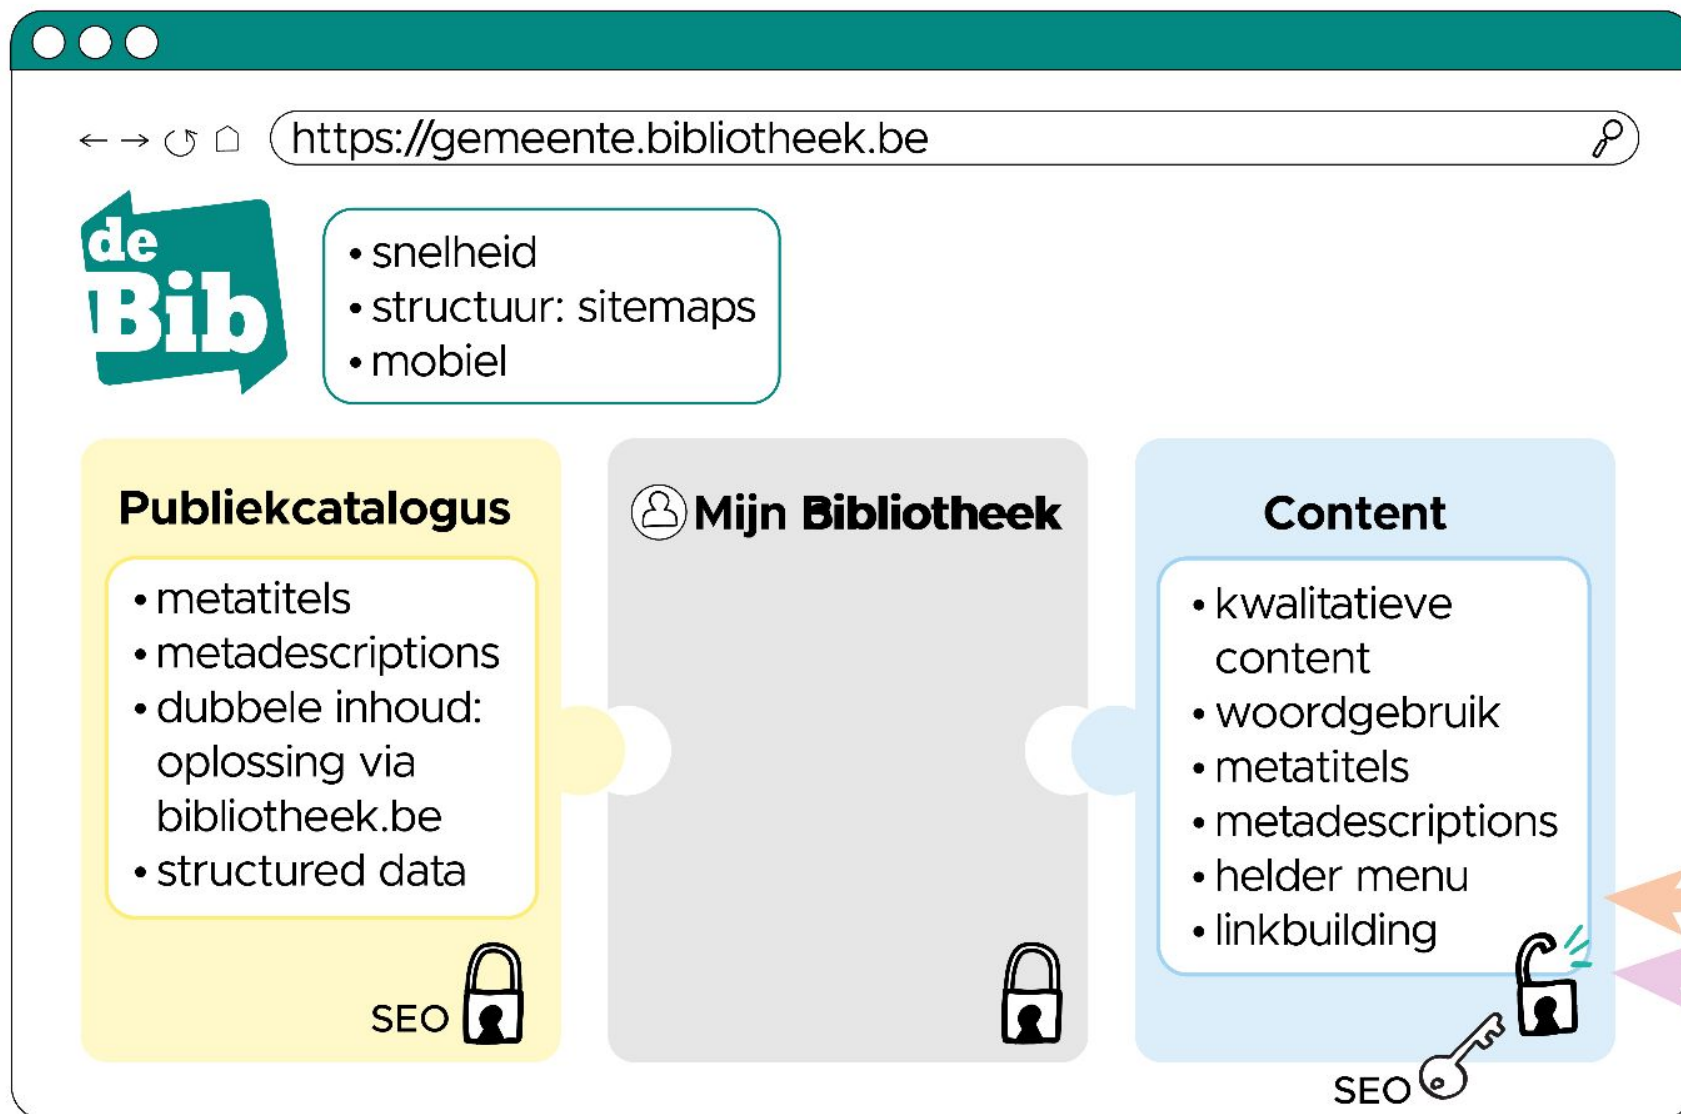 https://gemeente.bibliotheek.be
de
Bib
• snelheid
• structuur: sitemaps
• mobiel
Publiekcatalogus
• metatitels
• metadescriptions
• dubbele inhoud:
oplossing via
bibliotheek.be
• structured data
SEO
Mijn Bibliotheek
Content
• kwalitatieve
content
• woordgebruik
• metatitels
• metadescriptions
• helder menu
• linkbuilding
SEO